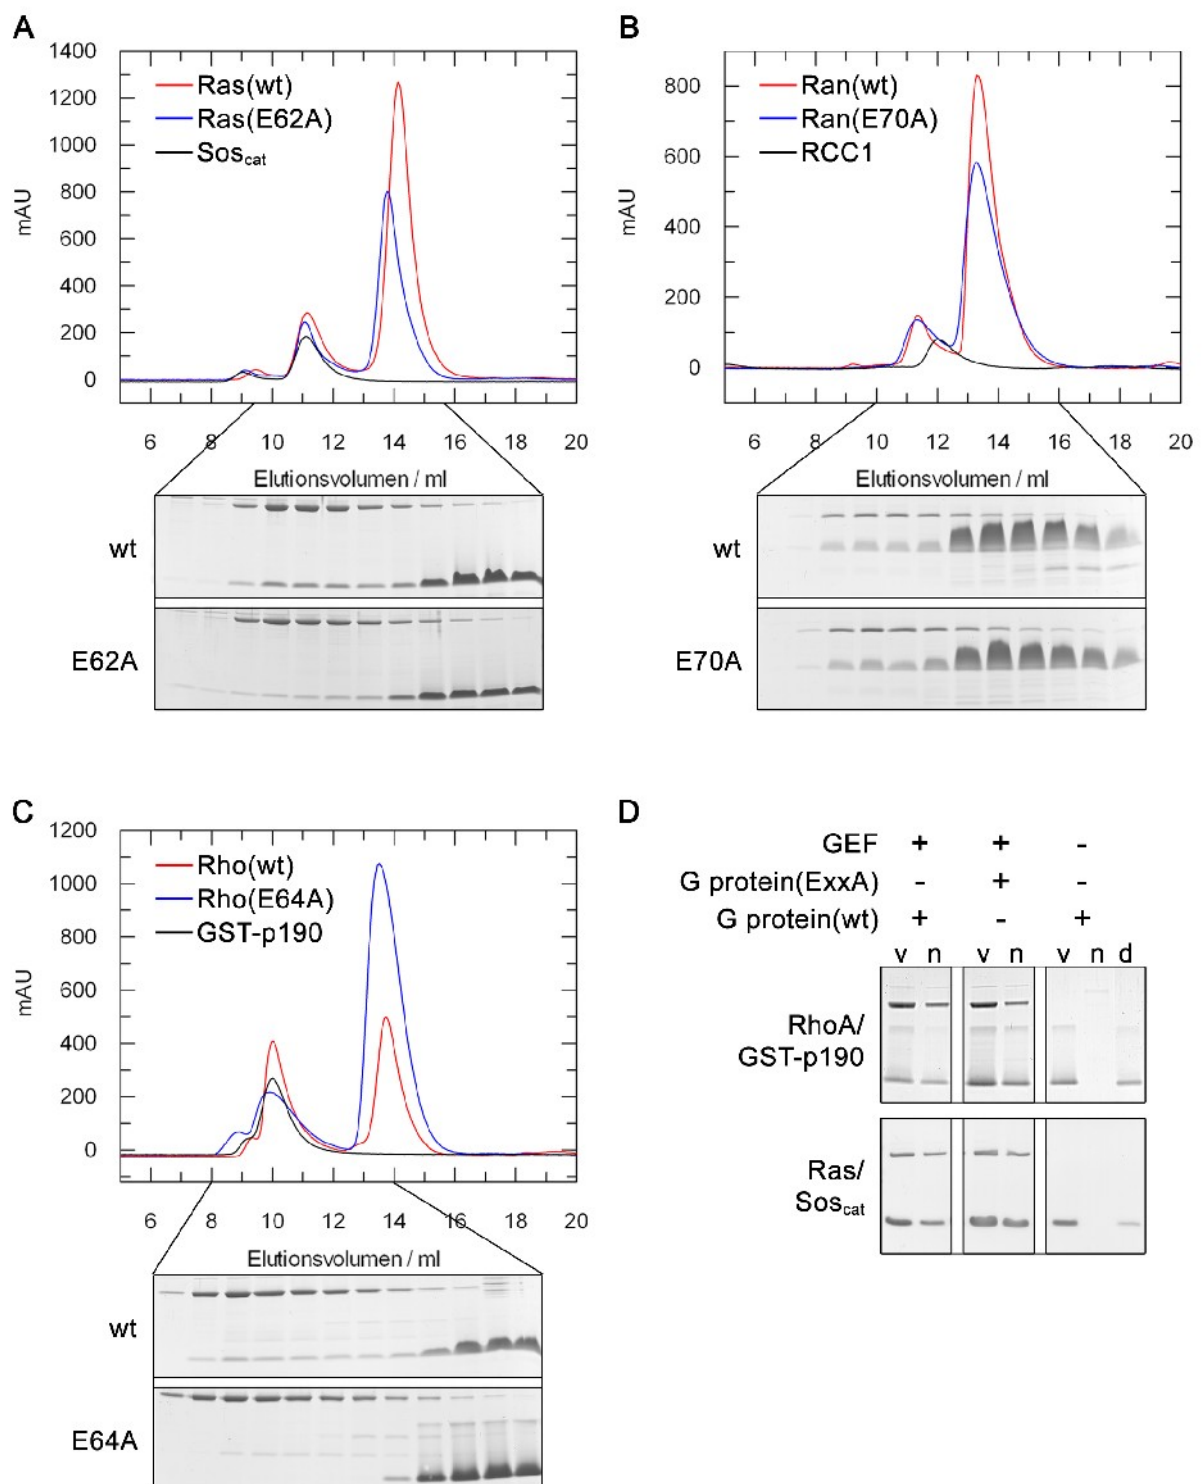 A
1400
1200
1000
800
600
400
200
0
mAU
Ras(wt)
Ras(E62A)
Soscat
6 8 10 12 14 16 18 20
Elutionsvolumen / ml
wt
E62A
B
800
600
400
200
0
mAU
Ran(wt)
Ran(E70A)
RCC1
6 8 10 12 14 16 18 20
Elutionsvolumen / ml
wt
E70A
C
1200
1000
800
600
400
200
0
mAU
Rho(wt)
Rho(E64A)
GST-p190
6 8 10 12 14 16 18 20
Elutionsvolumen / ml
wt
E64A
D
GEF + + -
G protein(ExxA) - + -
G protein(wt) + - +
v n v n v n d
RhoA/
GST-p190
Ras/
Soscat